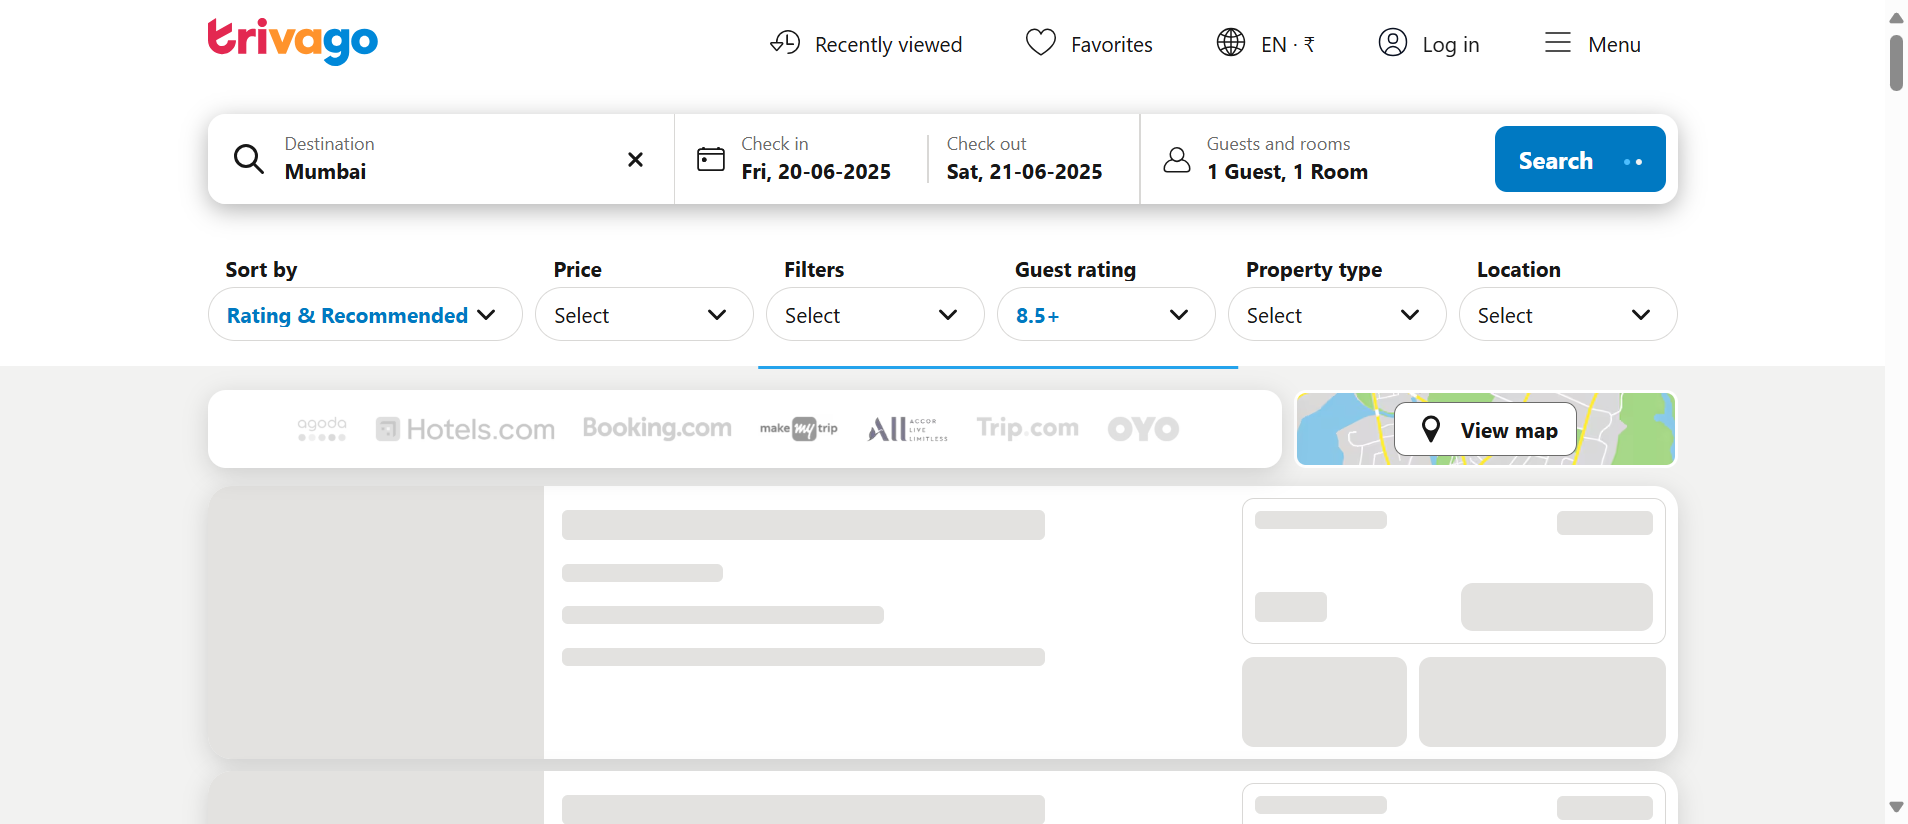 trivago
Recently viewed
Favorites
EN · ₹
Log in
Menu
Destination
Mumbai
Check in
Fri, 20-06-2025
Check out
Sat, 21-06-2025
Guests and rooms
1 Guest, 1 Room
Search
Sort by
Rating & Recommended
Price
Select
Filters
Select
Guest rating
8.5+
Property type
Select
Location
Select
agoda
Hotels.com
Booking.com
make my trip
ALL ACCOR
LIVE
LIMITLESS
Trip.com
OYO
View map